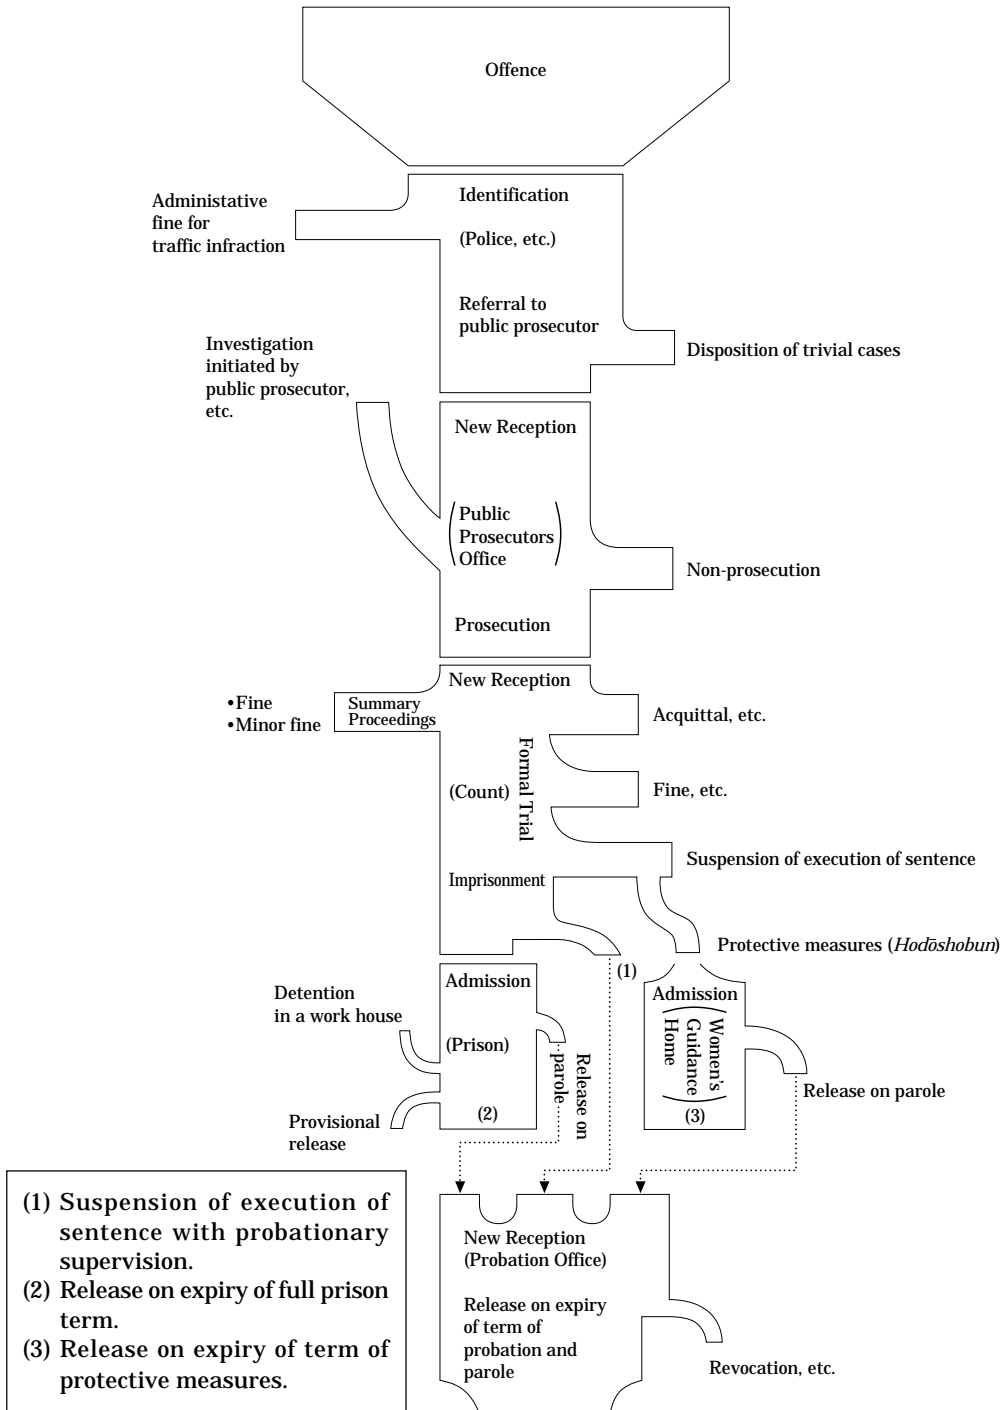 Offence
Administative
fine for
traffic infraction
Identification
(Police, etc.)
Referral to
public prosecutor
Disposition of trivial cases
Investigation
initiated by
public prosecutor,
etc.
New Reception
(Public
Prosecutors
Office)
Non-prosecution
Prosecution
New Reception
•Fine
•Minor fine
Summary
Proceedings
Acquittal, etc.
Formal Trial
(Count)
Fine, etc.
Suspension of execution of sentence
Imprisonment
Protective measures (Hodōshobun)
(1)
Admission
Detention
in a work house
(Prison)
Release on
parole
(2)
Provisional
release
Admission
(Women's
Guidance
Home)
(3)
Release on parole
(1) Suspension of execution of
sentence with probationary
supervision.
(2) Release on expiry of full prison
term.
(3) Release on expiry of term of
protective measures.
New Reception
(Probation Office)
Release on expiry
of term of
probation and
parole
Revocation, etc.